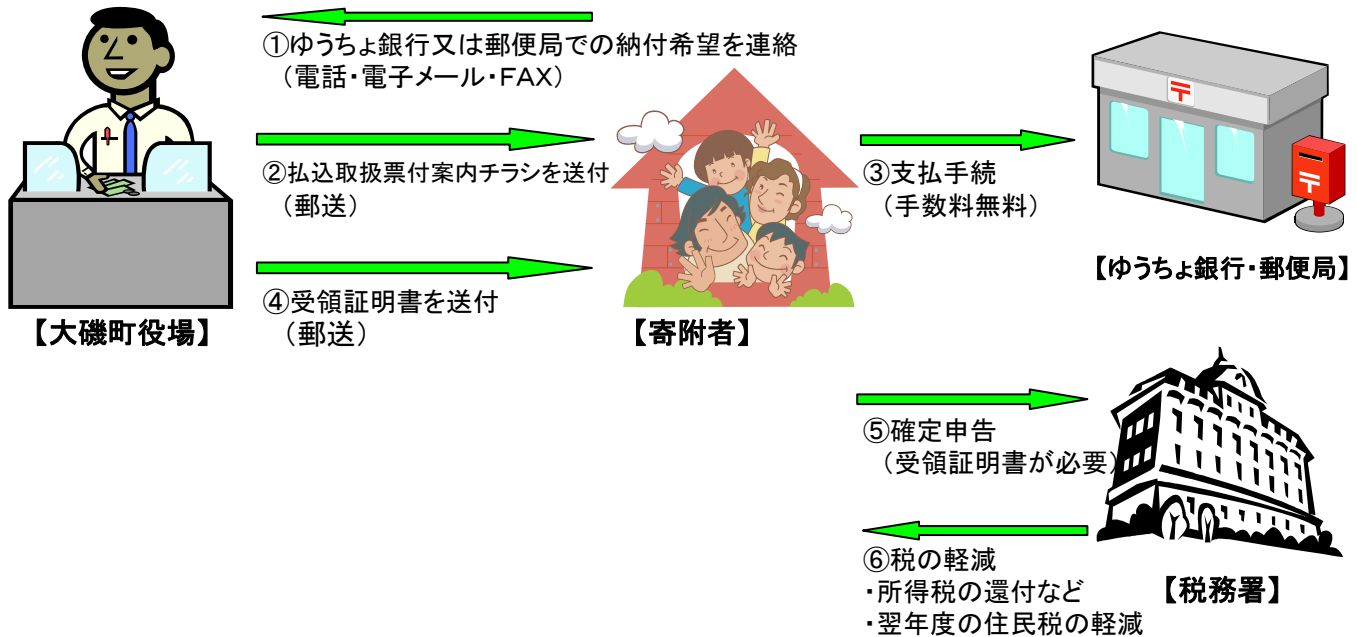 ①ゆうちょ銀行又は郵便局での納付希望を連絡
（電話・電子メール・FAX）
②払込取扱票付案内チラシを送付
（郵送）
③支払手続
（手数料無料）
【ゆうちょ銀行・郵便局】
④受領証明書を送付
（郵送）
【大磯町役場】
【寄附者】
⑤確定申告
（受領証明書が必要）
⑥税の軽減
・所得税の還付など
・翌年度の住民税の軽減
【税務署】